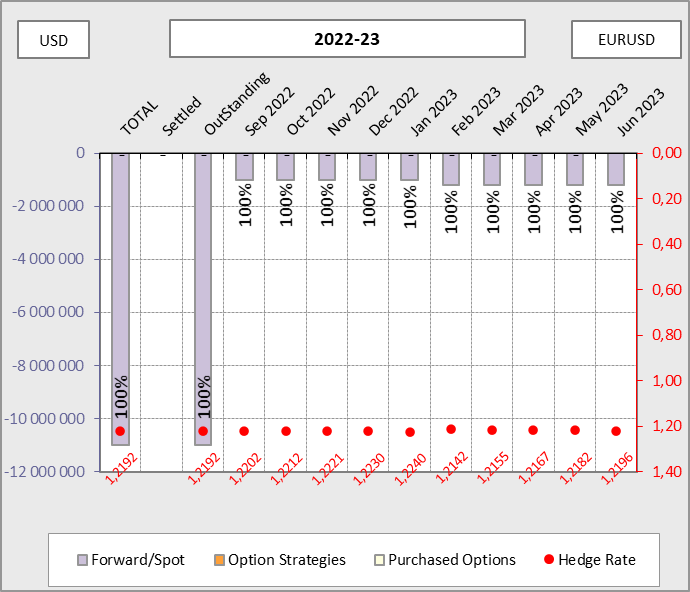 USD
2022-23
EURUSD
TOTAL
Settled
OutStanding
Sep 2022
Oct 2022
Nov 2022
Dec 2022
Jan 2023
Feb 2023
Mar 2023
Apr 2023
May 2023
Jun 2023
0
-2 000 000
-4 000 000
-6 000 000
-8 000 000
-10 000 000
-12 000 000
0,00
0,20
0,40
0,60
0,80
1,00
1,20
1,40
100%
100%
100%
100%
100%
100%
100%
100%
100%
100%
100%
100%
1,2192
1,2192
1,2202
1,2212
1,2221
1,2230
1,2240
1,2142
1,2155
1,2167
1,2182
1,2196
Forward/Spot
Option Strategies
Purchased Options
Hedge Rate